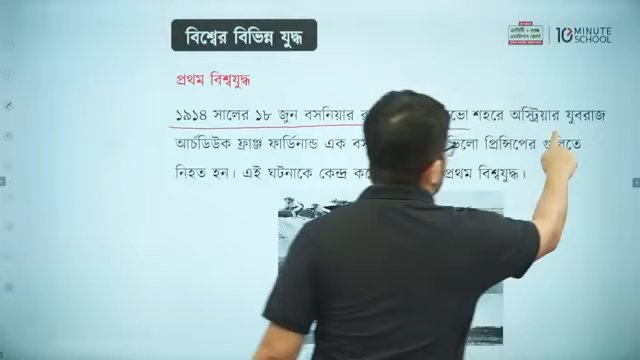 বিশ্বের বিভিন্ন যুদ্ধ
10 MINUTE
SCHOOL
প্রথম বিশ্বযুদ্ধ
১৯১৪ সালের ১৮ জুন বসনিয়ার শহরে অস্ট্রিয়ার যুবরাজ
আর্চডিউক ফ্রাঞ্জ ফার্ডিনান্ড এক প্রিন্সিপের
নিহত হন। এই ঘটনাকে কেন্দ্র প্রথম বিশ্বযুদ্ধ।